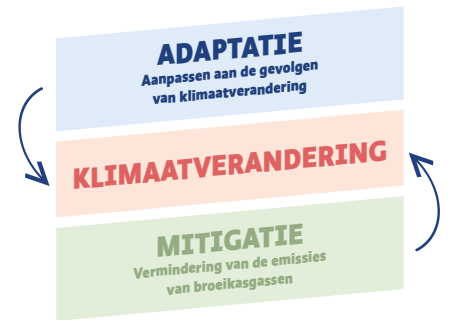 ADAPTATIE
Aanpassen aan de gevolgen
van klimaatverandering
KLIMAATVERANDERING
MITIGATIE
Vermindering van de emissies
van broeikasgassen